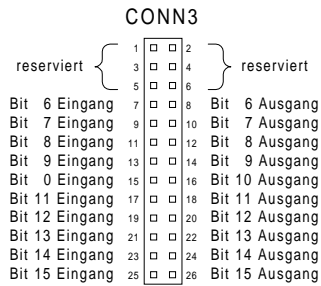 CONN3
1 2
reserviert 3 4 reserviert
5 6
Bit 6 Eingang 7 8 Bit 6 Ausgang
Bit 7 Eingang 9 10 Bit 7 Ausgang
Bit 8 Eingang 11 12 Bit 8 Ausgang
Bit 9 Eingang 13 14 Bit 9 Ausgang
Bit 0 Eingang 15 16 Bit 10 Ausgang
Bit 11 Eingang 17 18 Bit 11 Ausgang
Bit 12 Eingang 19 20 Bit 12 Ausgang
Bit 13 Eingang 21 22 Bit 13 Ausgang
Bit 14 Eingang 23 24 Bit 14 Ausgang
Bit 15 Eingang 25 26 Bit 15 Ausgang